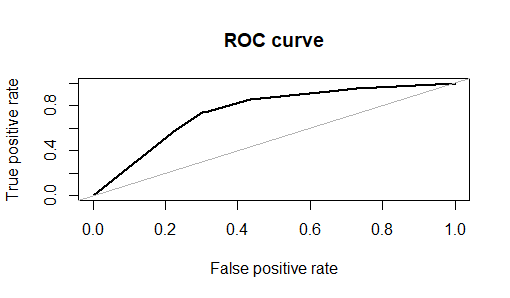 ROC curve
True positive rate
0.0 0.4 0.8
0.0 0.2 0.4 0.6 0.8 1.0
False positive rate